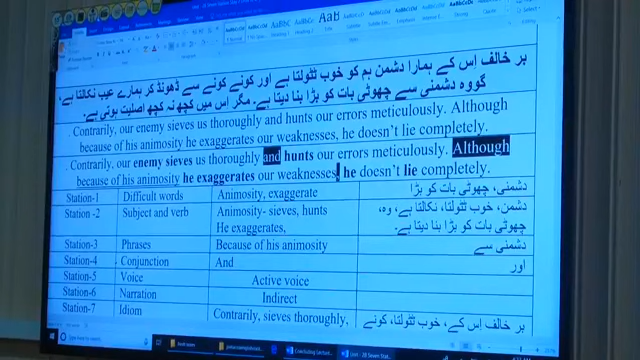 بر خالف اِس کے ہمارا دشمن ہم کو خوب ٹٹولتا ہے اور کونے کونے سے ڈھونڈ کر ہمارے عیب نکالتا ہے،
گووہ دشمنی سے چھوٹی بات کو بڑا بنا دیتا ہے۔ مگر اس میں کچھ نہ کچھ اصلیت ہوتی ہے۔
. Contrarily, our enemy sieves us thoroughly and hunts our errors meticulously. Although
because of his animosity he exaggerates our weaknesses, he doesn't lie completely.
. Contrarily, our enemy sieves us thoroughly and hunts our errors meticulously. Although
because of his animosity he exaggerates our weaknesses, he doesn't lie completely.
Station-1 Difficult words Animosity, exaggerate دشمنی، چھوٹی بات کو بڑا
Station -2 Subject and verb Animosity- sieves, hunts دشمن، خوب ٹٹولتا، نکالتا ہے، وہ،
He exaggerates, چھوٹی بات کو بڑا بنا دیتا ہے۔
Station-3 Phrases Because of his animosity دشمنی سے
Station-4 Conjunction And اور
Station-5 Voice Active voice
Station-6 Narration Indirect
Station-7 Idiom Contrarily, sieves thoroughly, بر خالف اِس کے، خوب ٹٹولتا، کونے